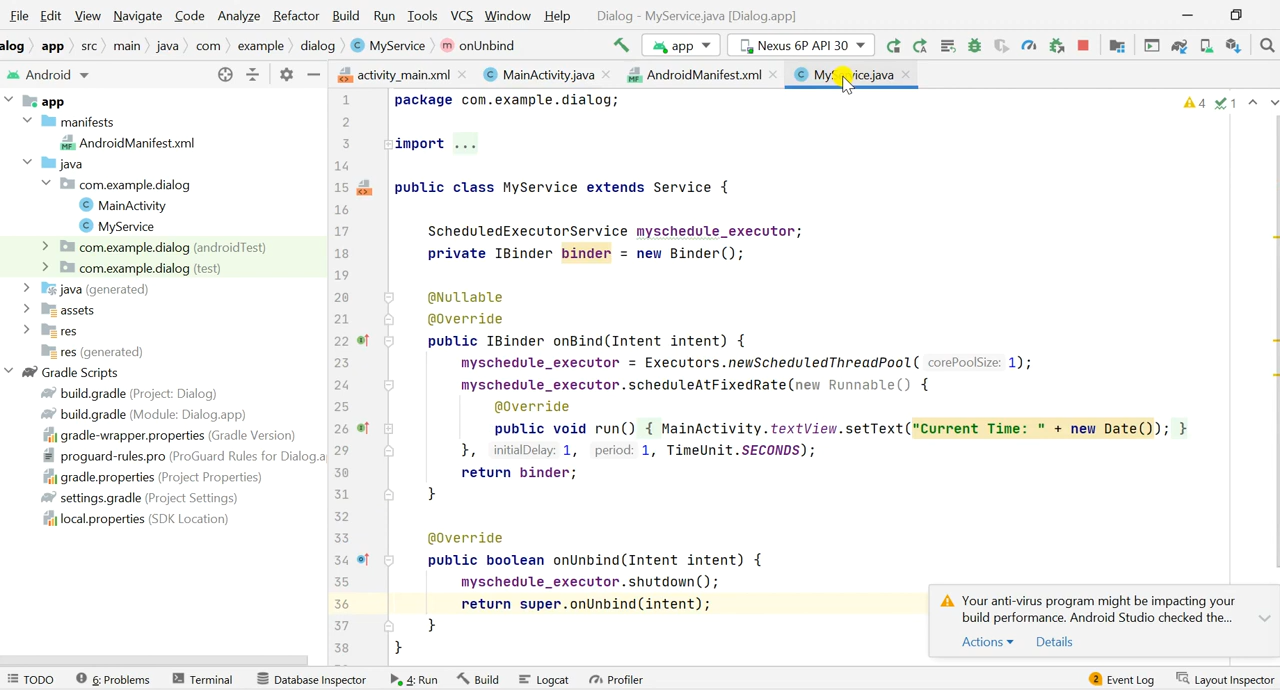 File Edit View Navigate Code Analyze Refactor Build Run Tools VCS Window Help Dialog - MyService.java [Dialog.app]
alog app src main java com example dialog MyService onUnbind app Nexus 6P API 30
Android activity_main.xml MainActivity.java AndroidManifest.xml MyService.java
app
manifests
AndroidManifest.xml
java
com.example.dialog
MainActivity
MyService
com.example.dialog (androidTest)
com.example.dialog (test)
java (generated)
assets
res
res (generated)
Gradle Scripts
build.gradle (Project: Dialog)
build.gradle (Module: Dialog.app)
gradle-wrapper.properties (Gradle Version)
proguard-rules.pro (ProGuard Rules for Dialog.a
gradle.properties (Project Properties)
settings.gradle (Project Settings)
local.properties (SDK Location)
4 1
1 package com.example.dialog;
2
3 import ...
14
15 public class MyService extends Service {
16
17 ScheduledExecutorService myschedule_executor;
18 private IBinder binder = new Binder();
19
20 @Nullable
21 @Override
22 public IBinder onBind(Intent intent) {
23 myschedule_executor = Executors.newScheduledThreadPool( corePoolSize: 1);
24 myschedule_executor.scheduleAtFixedRate(new Runnable() {
25 @Override
26 public void run() { MainActivity.textView.setText("Current Time: " + new Date()); }
29 }, initialDelay: 1, period: 1, TimeUnit.SECONDS);
30 return binder;
31 }
32
33 @Override
34 public boolean onUnbind(Intent intent) {
35 myschedule_executor.shutdown();
36 return super.onUnbind(intent);
37 }
38 }
Your anti-virus program might be impacting your
build performance. Android Studio checked the...
Actions Details
TODO 6: Problems Terminal Database Inspector 4: Run Build Logcat Profiler 2 Event Log Layout Inspector